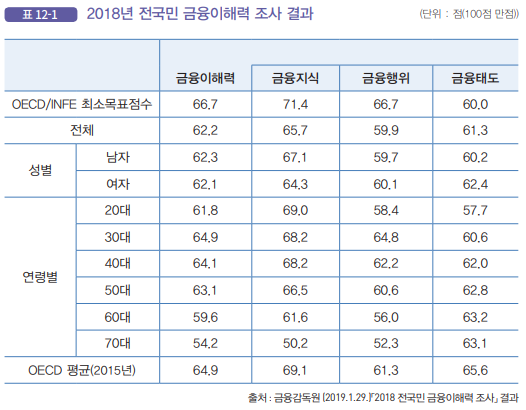 표 12-1 2018년 전국민 금융이해력 조사 결과 (단위 : 점(100점 만점))
금융이해력 금융지식 금융행위 금융태도
OECD/INFE 최소목표점수 66.7 71.4 66.7 60.0
전체 62.2 65.7 59.9 61.3
성별 남자 62.3 67.1 59.7 60.2
여자 62.1 64.3 60.1 62.4
연령별 20대 61.8 69.0 58.4 57.7
30대 64.9 68.2 64.8 60.6
40대 64.1 68.2 62.2 62.0
50대 63.1 66.5 60.6 62.8
60대 59.6 61.6 56.0 63.2
70대 54.2 50.2 52.3 63.1
OECD 평균(2015년) 64.9 69.1 61.3 65.6
출처 : 금융감독원 (2019.1.29.)「2018 전국민 금융이해력 조사」 결과